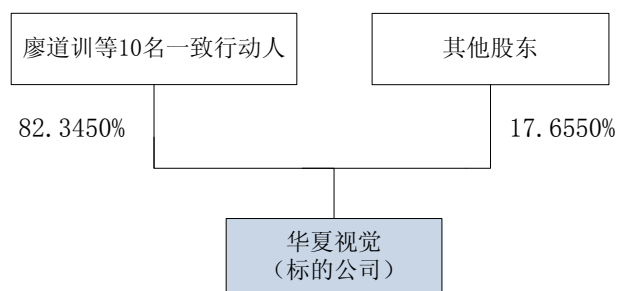 廖道训等10名一致行动人
其他股东
82.3450%
17.6550%
华夏视觉
（标的公司）